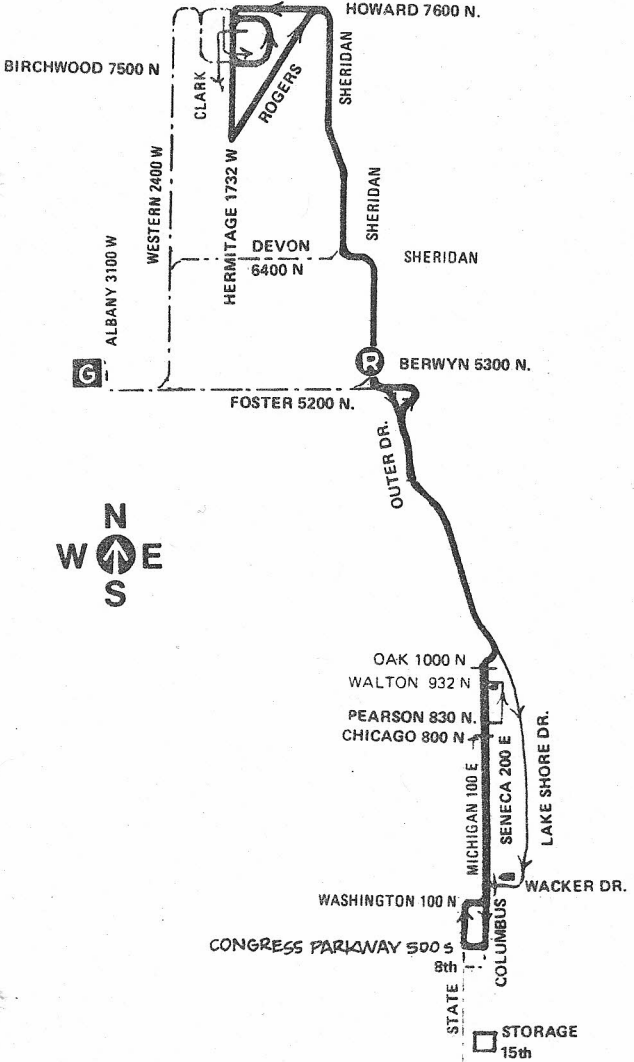 HOWARD 7600 N.
BIRCHWOOD 7500 N
CLARK
ROGERS
SHERIDAN
WESTERN 2400 W
HERMITAGE 1732 W
SHERIDAN
ALBANY 3100 W
DEVON
6400 N
SHERIDAN
G
R
BERWYN 5300 N.
FOSTER 5200 N.
OUTER DR.
N
W E
S
OAK 1000 N
WALTON 932 N
PEARSON 830 N.
CHICAGO 800 N
MICHIGAN 100 E
SENECA 200 E
LAKE SHORE DR.
WACKER DR.
WASHINGTON 100 N
COLUMBUS
CONGRESS PARKWAY 500 S
8th
STATE
STORAGE
15th